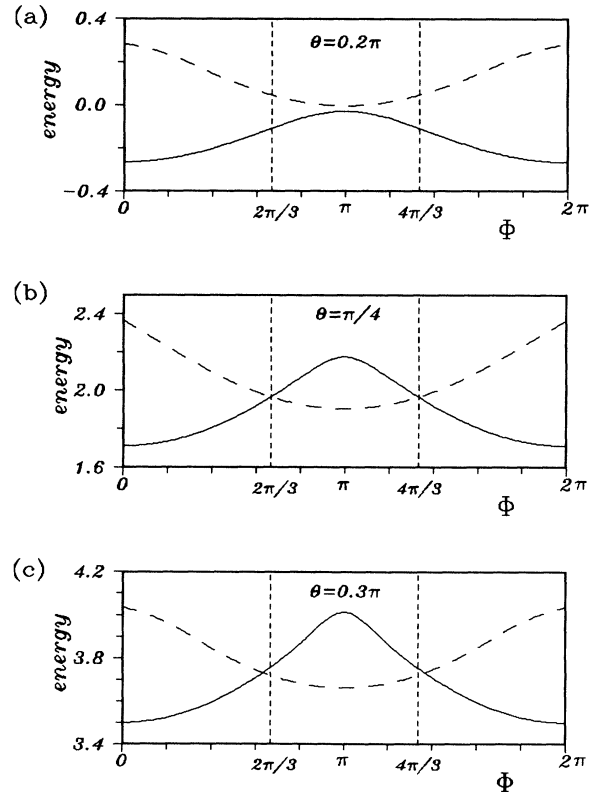 (a)
0.4
θ=0.2π
energy
0.0
−0.4
0
2π/3
π
4π/3
2π
Φ
(b)
2.4
θ=π/4
energy
2.0
1.6
0
2π/3
π
4π/3
2π
Φ
(c)
4.2
θ=0.3π
energy
3.8
3.4
0
2π/3
π
4π/3
2π
Φ